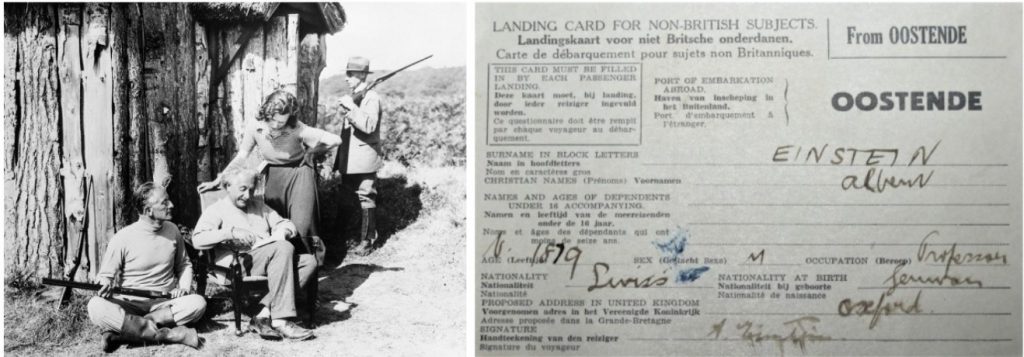 LANDING CARD FOR NON-BRITISH SUBJECTS.
Landingskaart voor niet Britsche onderdanen.
Carte de débarquement pour sujets non Britanniques.
From OOSTENDE
THIS CARD MUST BE FILLED
IN BY EACH PASSENGER
LANDING.
Deze kaart moet, bij landing,
door ieder reiziger ingevuld
worden.
Ce questionnaire doit être rempli
par chaque voyageur au débar-
quement.
PORT OF EMBARKATION
ABROAD.
Haven van inscheping in
het Buitenland.
Port d'embarquement à
l'étranger.
OOSTENDE
SURNAME IN BLOCK LETTERS
Naam in hoofdletters
Nom en caractères gros
EINSTEIN
CHRISTIAN NAMES (Prénoms) Voornamen
Albert
NAMES AND AGES OF DEPENDENTS
UNDER 16 ACCOMPANYING.
Namen en leeftijd van de meereizenden
onder de 16 jaar.
Noms et âges des dépendants qui ont
moins de seize ans.
AGE 1879 SEX M OCCUPATION (Beroep) Professor
NATIONALITY
Nationaliteit
Nationalité
Swiss
NATIONALITY AT BIRTH
Nationaliteit bij geboorte
Nationalité de naissance
German
PROPOSED ADDRESS IN UNITED KINGDOM
Voorgenomen adres in het Vereenigde Koninkrijk
Adresse proposée dans la Grande-Bretagne
Oxford
SIGNATURE
Handteekening van den reiziger
Signature du voyageur
A. Einstein